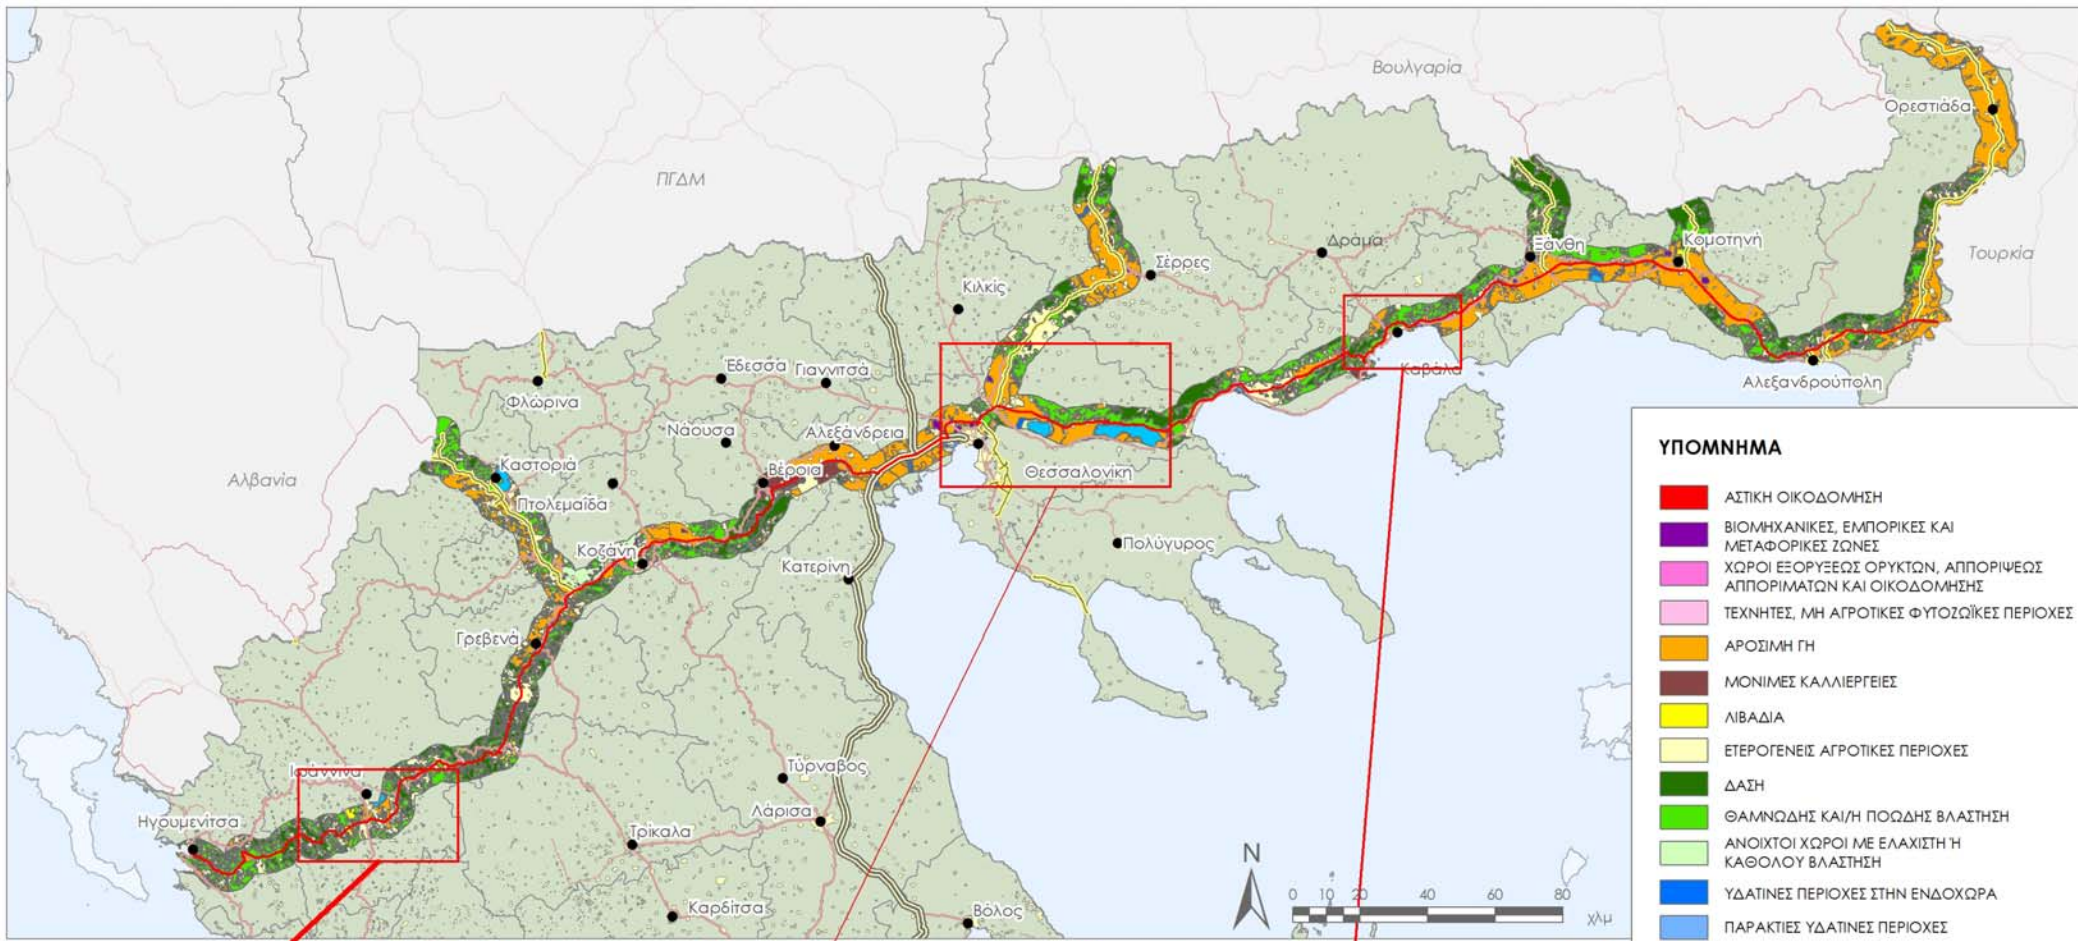 Βουλγαρία
Ορεστιάδα
ΠΓΔΜ
Δράμα
Ξάνθη
Κομοτηνή
Τουρκία
Σέρρες
Κιλκίς
Έδεσσα
Γιαννιτσά
Καβάλα
Αλεξανδρούπολη
Φλώρινα
Νάουσα
Αλεξάνδρεια
Αλβανία
Καστοριά
Βέροια
Θεσσαλονίκη
Πτολεμαΐδα
Κοζάνη
Πολύγυρος
Κατερίνη
Γρεβενά
Ιωάννινα
Τύρναβος
Ηγουμενίτσα
Λάρισα
Τρίκαλα
Καρδίτσα
Βόλος
N
0 10 20 40 60 80
χλμ
ΥΠΟΜΝΗΜΑ
ΑΣΤΙΚΗ ΟΙΚΟΔΟΜΗΣΗ
ΒΙΟΜΗΧΑΝΙΚΕΣ, ΕΜΠΟΡΙΚΕΣ ΚΑΙ
ΜΕΤΑΦΟΡΙΚΕΣ ΖΩΝΕΣ
ΧΩΡΟΙ ΕΞΟΡΥΞΕΩΣ ΟΡΥΚΤΩΝ, ΑΠΠΟΡΙΨΕΩΣ
ΑΠΠΟΡΙΜΑΤΩΝ ΚΑΙ ΟΙΚΟΔΟΜΗΣΗΣ
ΤΕΧΝΗΤΕΣ, ΜΗ ΑΓΡΟΤΙΚΕΣ ΦΥΤΟΖΩΪΚΕΣ ΠΕΡΙΟΧΕΣ
ΑΡΟΣΙΜΗ ΓΗ
ΜΟΝΙΜΕΣ ΚΑΛΛΙΕΡΓΕΙΕΣ
ΛΙΒΑΔΙΑ
ΕΤΕΡΟΓΕΝΕΙΣ ΑΓΡΟΤΙΚΕΣ ΠΕΡΙΟΧΕΣ
ΔΑΣΗ
ΘΑΜΝΩΔΗΣ ΚΑΙ/Η ΠΟΩΔΗΣ ΒΛΑΣΤΗΣΗ
ΑΝΟΙΧΤΟΙ ΧΩΡΟΙ ΜΕ ΕΛΑΧΙΣΤΗ Ή
ΚΑΘΟΛΟΥ ΒΛΑΣΤΗΣΗ
ΥΔΑΤΙΝΕΣ ΠΕΡΙΟΧΕΣ ΣΤΗΝ ΕΝΔΟΧΩΡΑ
ΠΑΡΑΚΤΙΕΣ ΥΔΑΤΙΝΕΣ ΠΕΡΙΟΧΕΣ